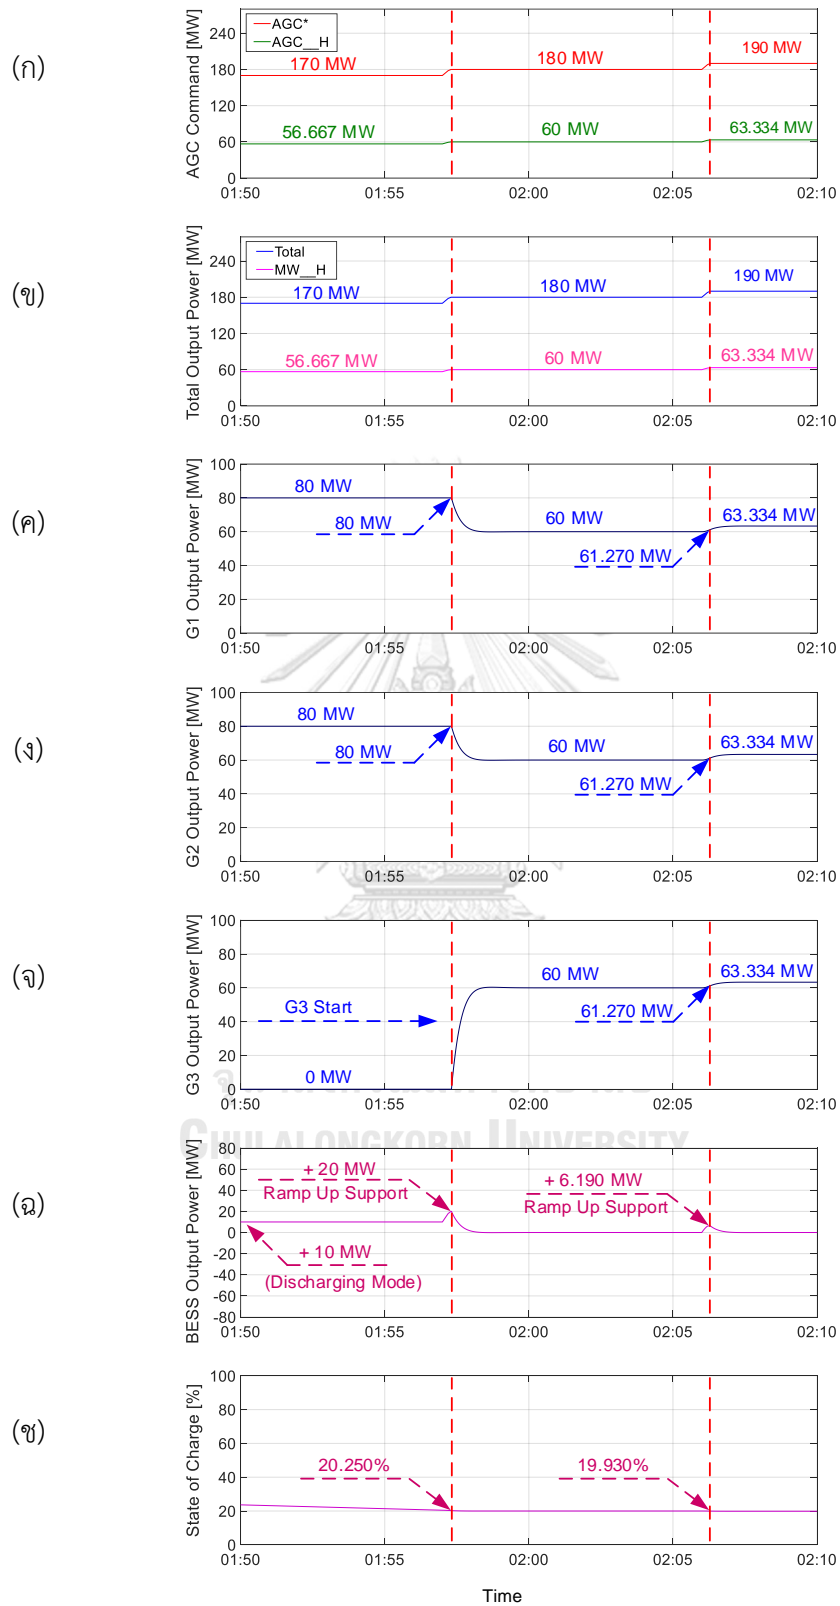 (ก)
AGC Command [MW]
AGC*
AGC__H
240
180
120
60
0
170 MW
180 MW
190 MW
56.667 MW
60 MW
63.334 MW
01:50
01:55
02:00
02:05
02:10
(ข)
Total Output Power [MW]
Total
MW__H
240
180
120
60
0
170 MW
180 MW
190 MW
56.667 MW
60 MW
63.334 MW
01:50
01:55
02:00
02:05
02:10
(ค)
G1 Output Power [MW]
100
80
60
40
20
0
80 MW
80 MW
60 MW
61.270 MW
63.334 MW
01:50
01:55
02:00
02:05
02:10
(ง)
G2 Output Power [MW]
100
80
60
40
20
0
80 MW
80 MW
60 MW
61.270 MW
63.334 MW
01:50
01:55
02:00
02:05
02:10
(จ)
G3 Output Power [MW]
100
80
60
40
20
0
G3 Start
0 MW
60 MW
61.270 MW
63.334 MW
01:50
01:55
02:00
02:05
02:10
CHULALONGKORN UNIVERSITY
(ฉ)
BESS Output Power [MW]
80
60
40
20
0
-20
-40
-60
-80
+ 20 MW
Ramp Up Support
+ 10 MW
(Discharging Mode)
+ 6.190 MW
Ramp Up Support
01:50
01:55
02:00
02:05
02:10
(ช)
State of Charge [%]
100
80
60
40
20
0
20.250%
19.930%
01:50
01:55
02:00
02:05
02:10
Time